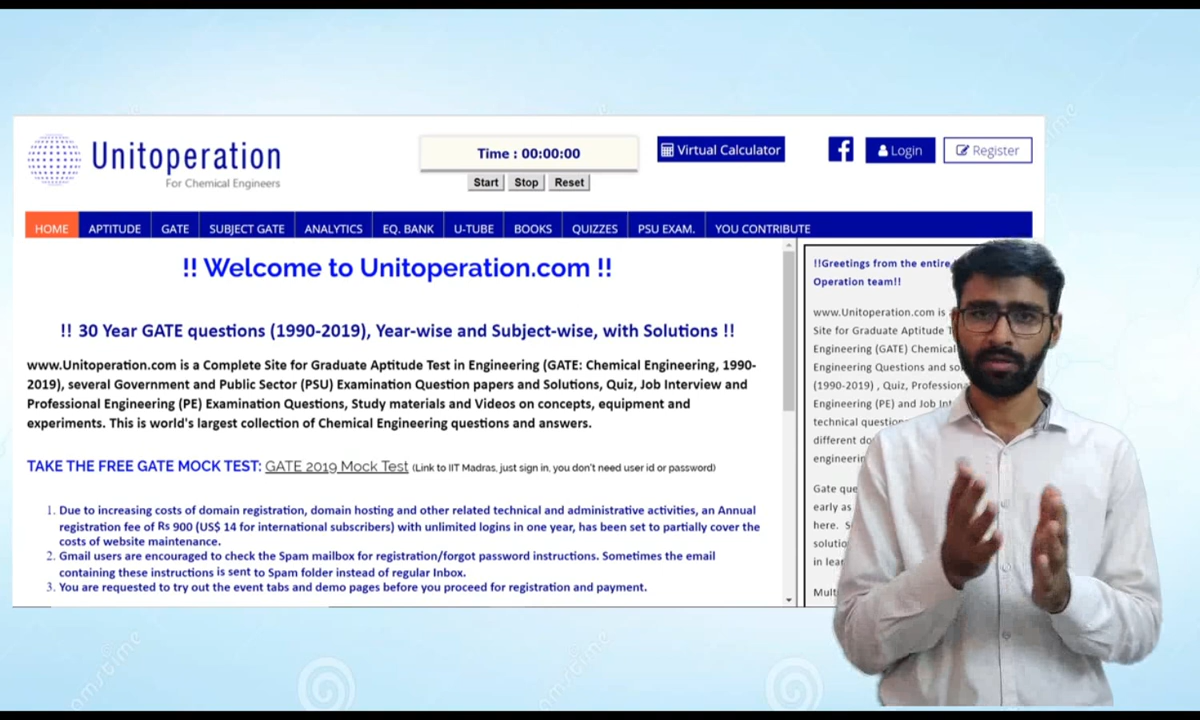 Unitoperation
For Chemical Engineers
Time : 00:00:00
Start Stop Reset
Virtual Calculator
Login
Register
HOME APTITUDE GATE SUBJECT GATE ANALYTICS EQ. BANK U-TUBE BOOKS QUIZZES PSU EXAM. YOU CONTRIBUTE
!! Welcome to Unitoperation.com !!
!! 30 Year GATE questions (1990-2019), Year-wise and Subject-wise, with Solutions !!
www.Unitoperation.com is a Complete Site for Graduate Aptitude Test in Engineering (GATE: Chemical Engineering, 1990-
2019), several Government and Public Sector (PSU) Examination Question papers and Solutions, Quiz, Job Interview and
Professional Engineering (PE) Examination Questions, Study materials and Videos on concepts, equipment and
experiments. This is world's largest collection of Chemical Engineering questions and answers.
TAKE THE FREE GATE MOCK TEST: GATE 2019 Mock Test (Link to IIT Madras, just sign in, you don't need user id or password)
1. Due to increasing costs of domain registration, domain hosting and other related technical and administrative activities, an Annual
registration fee of Rs 900 (US$ 14 for international subscribers) with unlimited logins in one year, has been set to partially cover the
costs of website maintenance.
2. Gmail users are encouraged to check the Spam mailbox for registration/forgot password instructions. Sometimes the email
containing these instructions is sent to Spam folder instead of regular Inbox.
3. You are requested to try out the event tabs and demo pages before you proceed for registration and payment.
!!Greetings from the entire
Operation team!!
www.Unitoperation.com is
Site for Graduate Aptitude
Engineering (GATE) Chemical
Engineering Questions and
(1990-2019) , Quiz,
Engineering (PE) and Job
technical
different
Gate
early as
here.
in